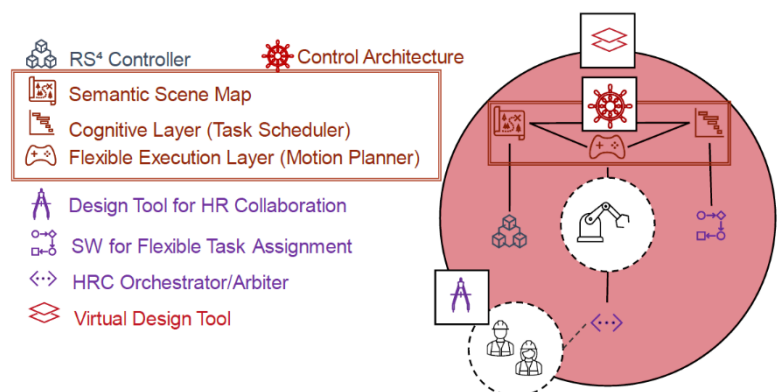 RS⁴ Controller
Control Architecture
Semantic Scene Map
Cognitive Layer (Task Scheduler)
Flexible Execution Layer (Motion Planner)
Design Tool for HR Collaboration
SW for Flexible Task Assignment
HRC Orchestrator/Arbiter
Virtual Design Tool